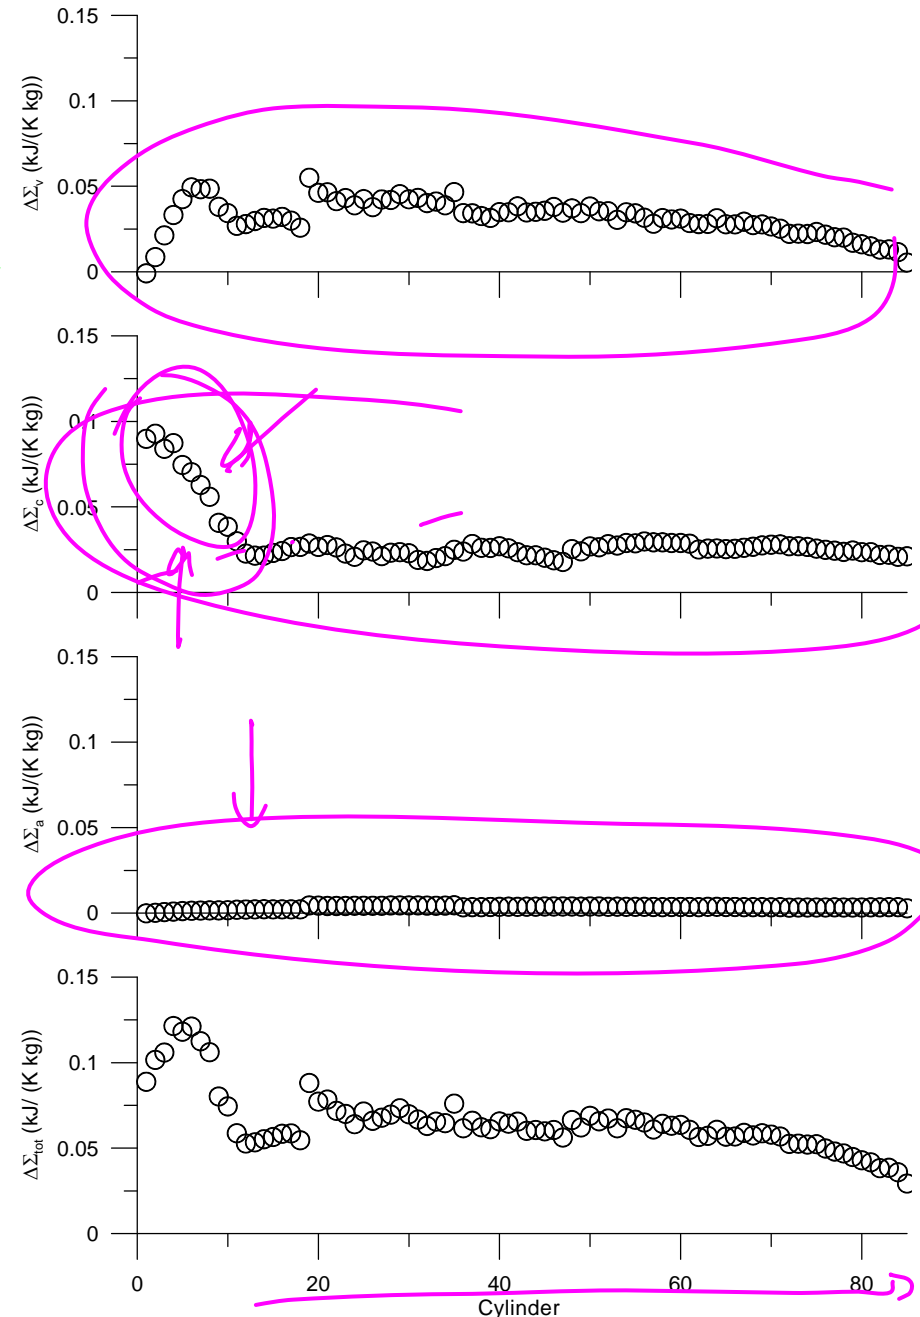 0.15
0.1
0.05
0
ΔΣv (kJ/(K kg))
0.15
0.1
0.05
0
ΔΣc (kJ/(K kg))
0.15
0.1
0.05
0
ΔΣa (kJ/(K kg))
0.15
0.1
0.05
0
ΔΣtot (kJ/ (K kg))
0 20 40 60 80
Cylinder